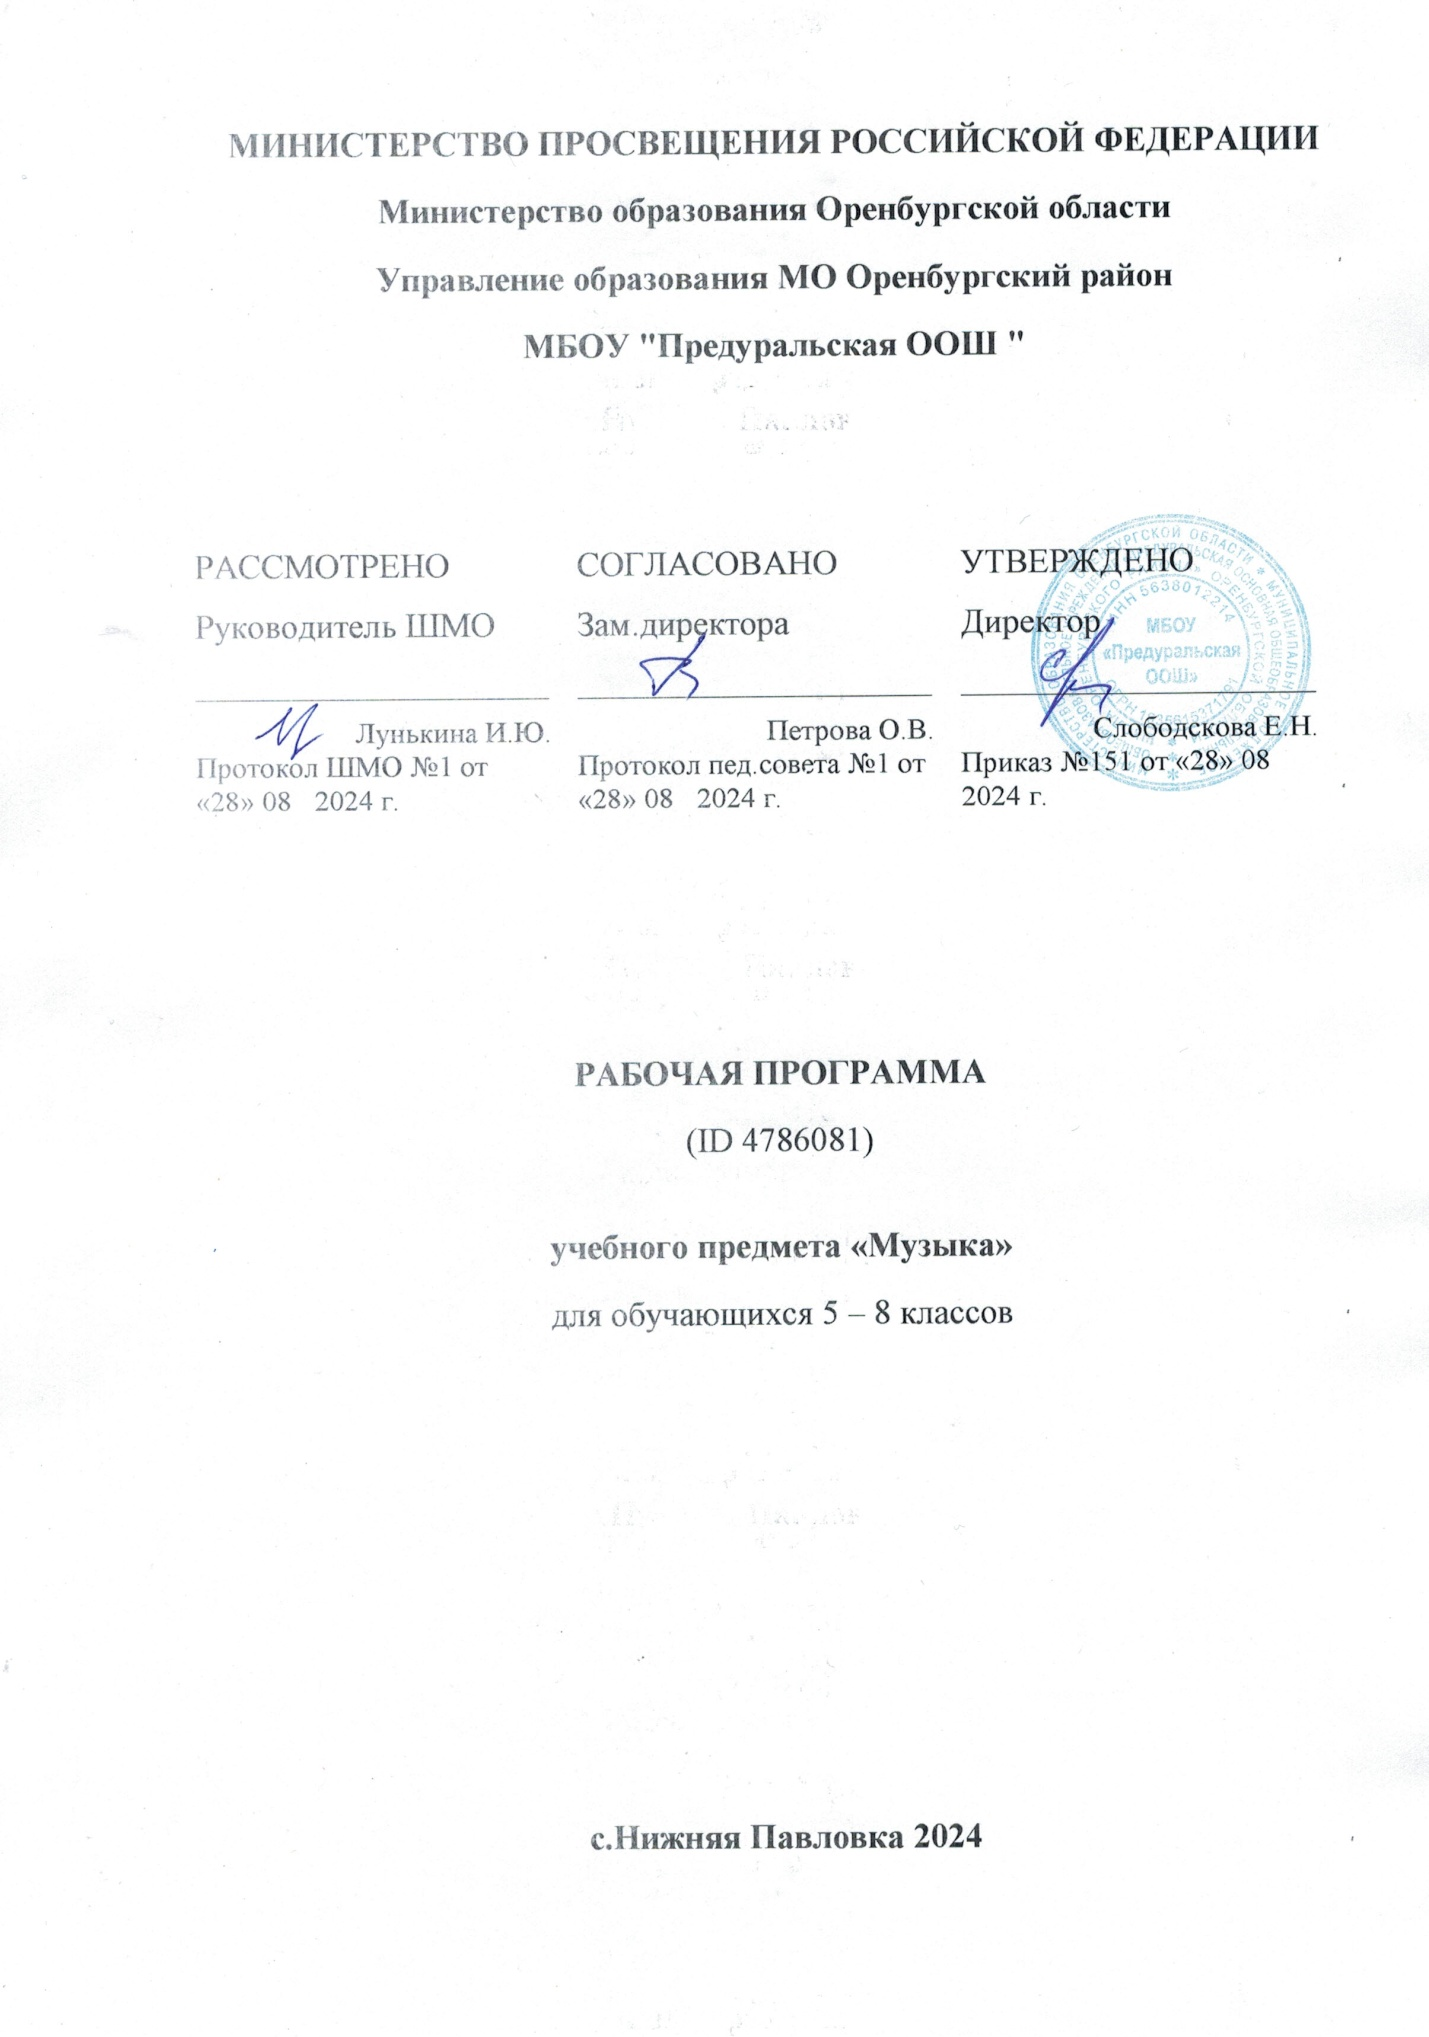 МИНИСТЕРСТВО ПРОСВЕЩЕНИЯ РОССИЙСКОЙ ФЕДЕРАЦИИ
Министерство образования Оренбургской области
Управление образования МО Оренбургский район
МБОУ "Предуральская ООШ "
РАССМОТРЕНО
Руководитель ШМО
Лунькина И.Ю.
Протокол ШМО №1 от
«28» 08 2024 г.
СОГЛАСОВАНО
Зам.директора
Петрова О.В.
Протокол пед.совета №1 от
«28» 08 2024 г.
УТВЕРЖДЕНО
Директор
Слободскова Е.Н.
Приказ №151 от «28» 08
2024 г.
ИНН 5638012214
МБОУ
«Предуральская
ООШ»
РАБОЧАЯ ПРОГРАММА
(ID 4786081)
учебного предмета «Музыка»
для обучающихся 5 – 8 классов
с.Нижняя Павловка 2024